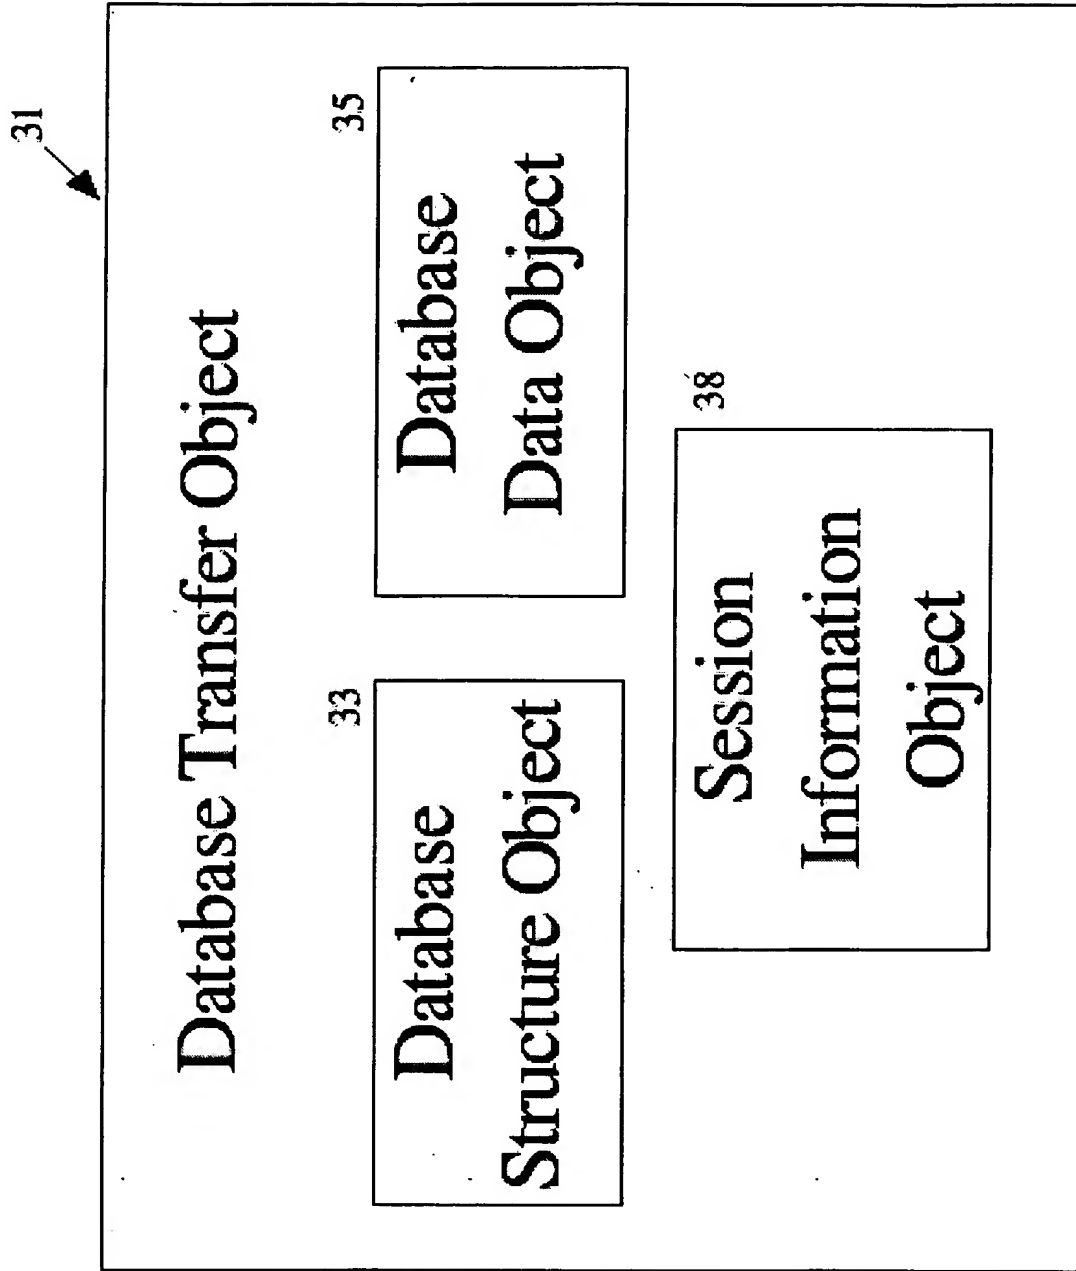 31
Database Transfer Object
33
Database
Structure Object
35
Database
Data Object
38
Session
Information
Object